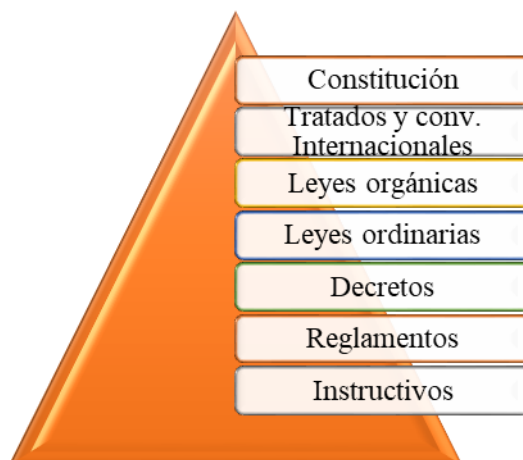 Constitución
Tratados y conv.
Internacionales
Leyes orgánicas
Leyes ordinarias
Decretos
Reglamentos
Instructivos